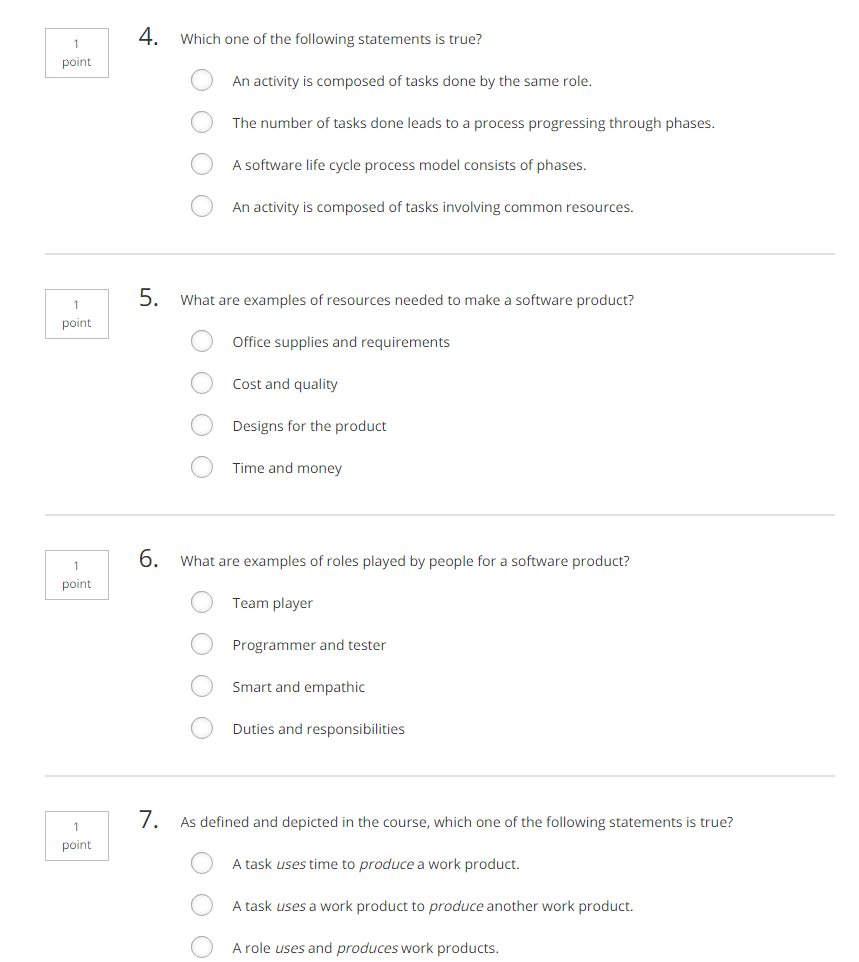 1
point
4. Which one of the following statements is true?
An activity is composed of tasks done by the same role.
The number of tasks done leads to a process progressing through phases.
A software life cycle process model consists of phases.
An activity is composed of tasks involving common resources.
1
point
5. What are examples of resources needed to make a software product?
Office supplies and requirements
Cost and quality
Designs for the product
Time and money
1
point
6. What are examples of roles played by people for a software product?
Team player
Programmer and tester
Smart and empathic
Duties and responsibilities
1
point
7. As defined and depicted in the course, which one of the following statements is true?
A task uses time to produce a work product.
A task uses a work product to produce another work product.
A role uses and produces work products.